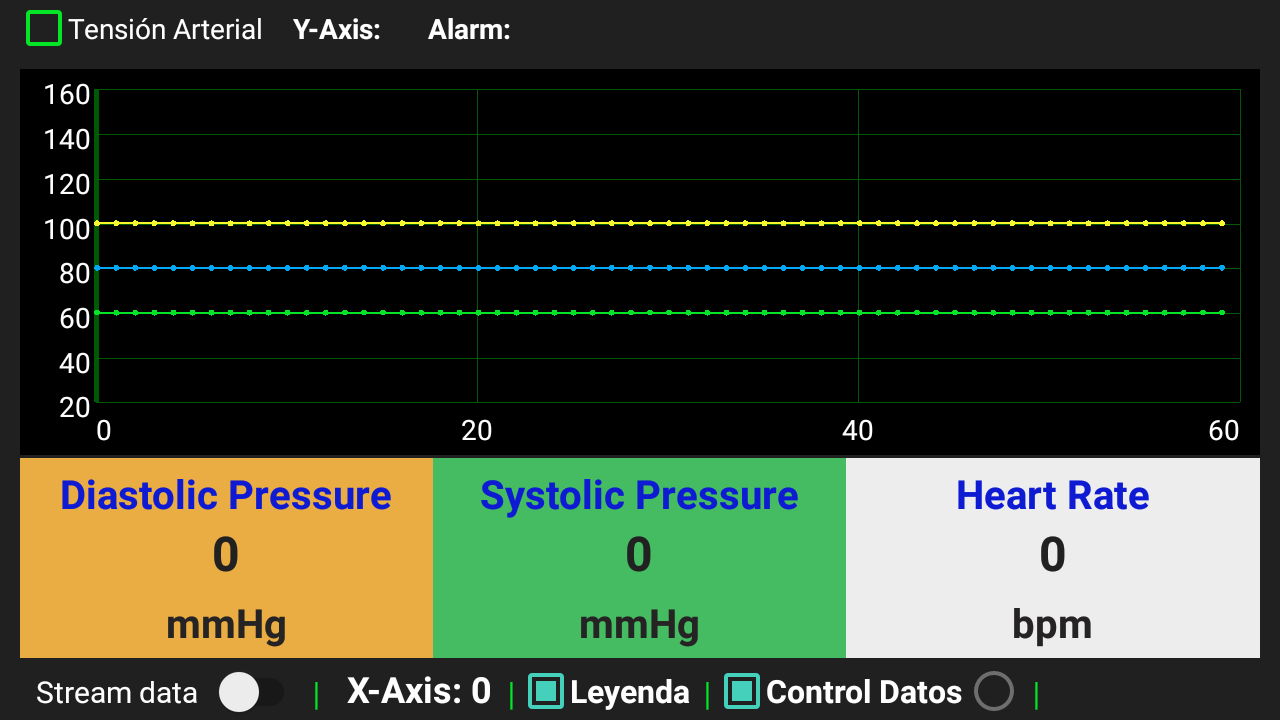 Tensión Arterial Y-Axis: Alarm:
160
140
120
100
80
60
40
20
0 20 40 60
Diastolic Pressure Systolic Pressure Heart Rate
0 0 0
mmHg mmHg bpm
Stream data | X-Axis: 0 | Leyenda | Control Datos |